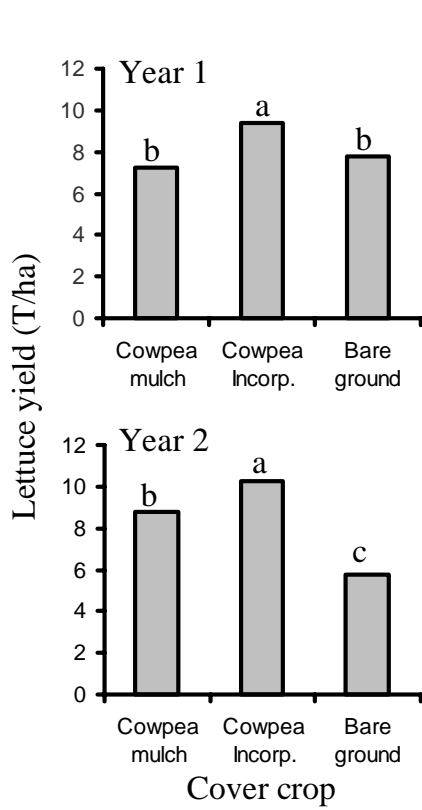 Lettuce yield (T/ha)
Year 1
12
10
8
6
4
2
0
b
a
b
Cowpea mulch
Cowpea Incorp.
Bare ground
Year 2
12
10
8
6
4
2
0
b
a
c
Cowpea mulch
Cowpea Incorp.
Bare ground
Cover crop